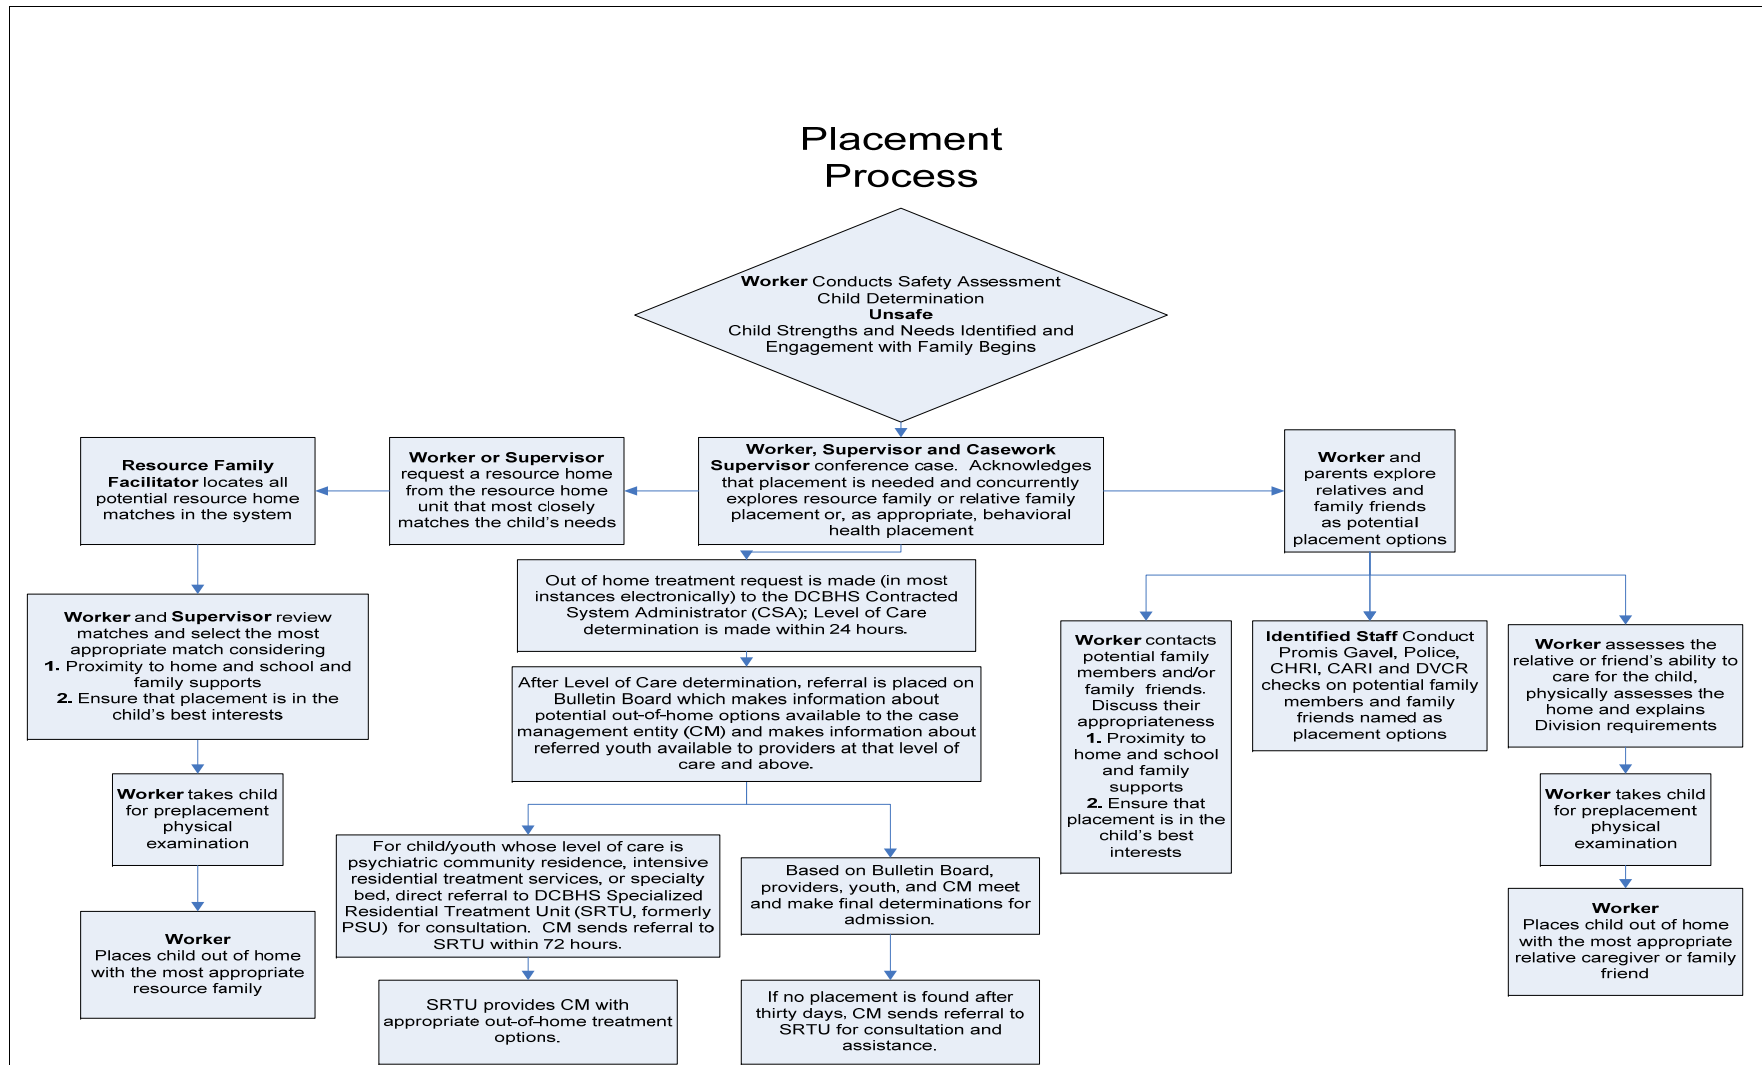 Placement
Process
Worker Conducts Safety Assessment
Child Determination
Unsafe
Child Strengths and Needs Identified and
Engagement with Family Begins
Resource Family
Facilitator locates all
potential resource home
matches in the system
Worker or Supervisor
request a resource home
from the resource home
unit that most closely
matches the child's needs
Worker, Supervisor and Casework
Supervisor conference case.  Acknowledges
that placement is needed and concurrently
explores resource family or relative family
placement or, as appropriate, behavioral
health placement
Worker and
parents explore
relatives and
family friends
as potential
placement options
Worker and Supervisor review
matches and select the most
appropriate match considering
1. Proximity to home and school and
family supports
2. Ensure that placement is in the
child's best interests
Out of home treatment request is made (in most
instances electronically) to the DCBHS Contracted
System Administrator (CSA); Level of Care
determination is made within 24 hours.
Worker contacts
potential family
members and/or
family  friends.
Discuss their
appropriateness
1. Proximity to
home and school
and family
supports
2. Ensure that
placement is in the
child's best
interests
Identified Staff Conduct
Promis Gavel, Police,
CHRI, CARI and DVCR
checks on potential family
members and family
friends named as
placement options
Worker assesses the
relative or friend's ability to
care for the child,
physically assesses the
home and explains
Division requirements
After Level of Care determination, referral is placed on
Bulletin Board which makes information about
potential out-of-home options available to the case
management entity (CM) and makes information about
referred youth available to providers at that level of
care and above.
Worker takes child
for preplacement
physical
examination
Worker takes child
for preplacement
physical
examination
For child/youth whose level of care is
psychiatric community residence, intensive
residential treatment services, or specialty
bed, direct referral to DCBHS Specialized
Residential Treatment Unit (SRTU, formerly
PSU)  for consultation.  CM sends referral to
SRTU within 72 hours.
Based on Bulletin Board,
providers, youth, and CM meet
and make final determinations for
admission.
Worker
Places child out of home
with the most appropriate
resource family
Worker
Places child out of home
with the most appropriate
relative caregiver or family
friend
SRTU provides CM with
appropriate out-of-home treatment
options.
If no placement is found after
thirty days, CM sends referral to
SRTU for consultation and
assistance.